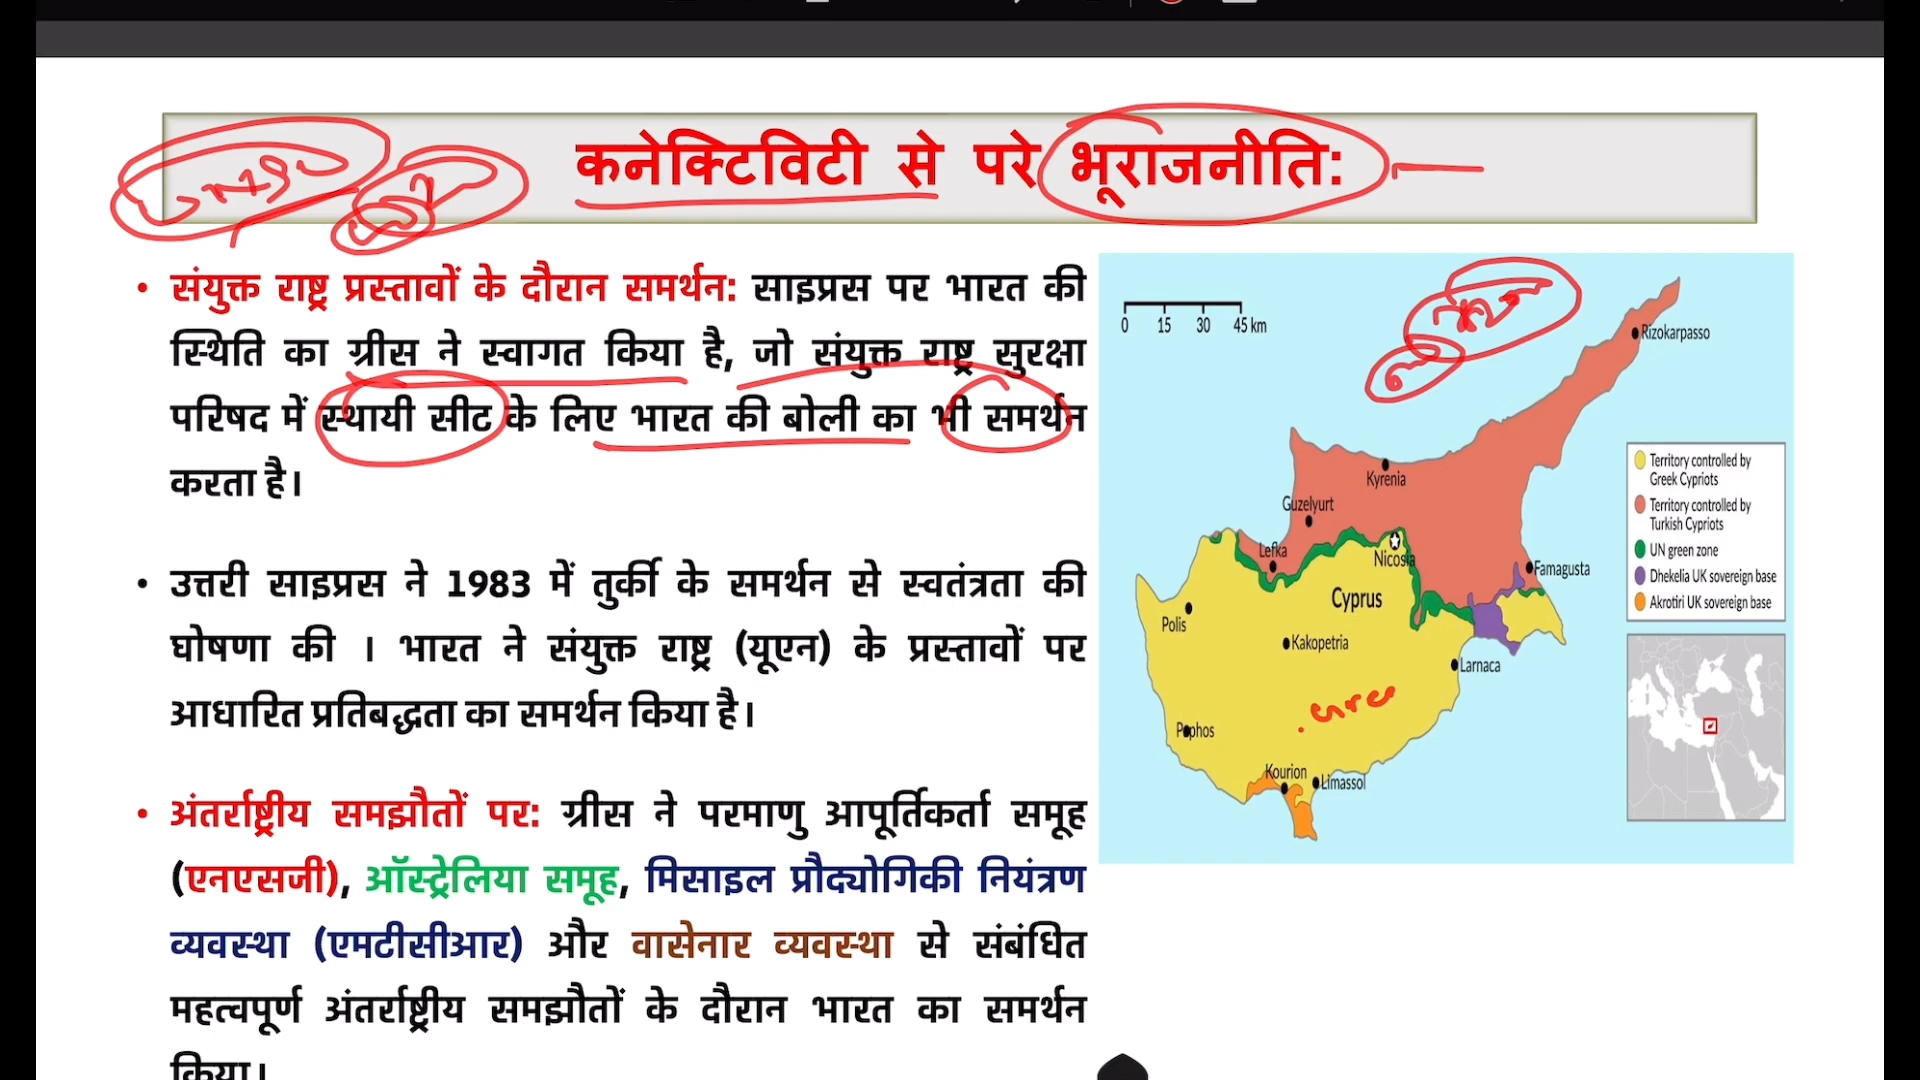 कनेक्टिविटी से परे भूराजनीति:
• संयुक्त राष्ट्र प्रस्तावों के दौरान समर्थन: साइप्रस पर भारत की
स्थिति का ग्रीस ने स्वागत किया है, जो संयुक्त राष्ट्र सुरक्षा
परिषद में स्थायी सीट के लिए भारत की बोली का भी समर्थन
करता है।
• उत्तरी साइप्रस ने 1983 में तुर्की के समर्थन से स्वतंत्रता की
घोषणा की । भारत ने संयुक्त राष्ट्र (यूएन) के प्रस्तावों पर
आधारित प्रतिबद्धता का समर्थन किया है।
• अंतर्राष्ट्रीय समझौतों पर: ग्रीस ने परमाणु आपूर्तिकर्ता समूह
(एनएसजी), ऑस्ट्रेलिया समूह, मिसाइल प्रौद्योगिकी नियंत्रण
व्यवस्था (एमटीसीआर) और वासेनार व्यवस्था से संबंधित
महत्वपूर्ण अंतर्राष्ट्रीय समझौतों के दौरान भारत का समर्थन
किया।
0 15 30 45 km
Rizokarpasso
Kyrenia
Guzelyurt
Lefka
Nicosia
Famagusta
Cyprus
Polis
Kakopetria
Larnaca
Paphos
Kourion
Limassol
Territory controlled by
Greek Cypriots
Territory controlled by
Turkish Cypriots
UN green zone
Dhekelia UK sovereign base
Akrotiri UK sovereign base